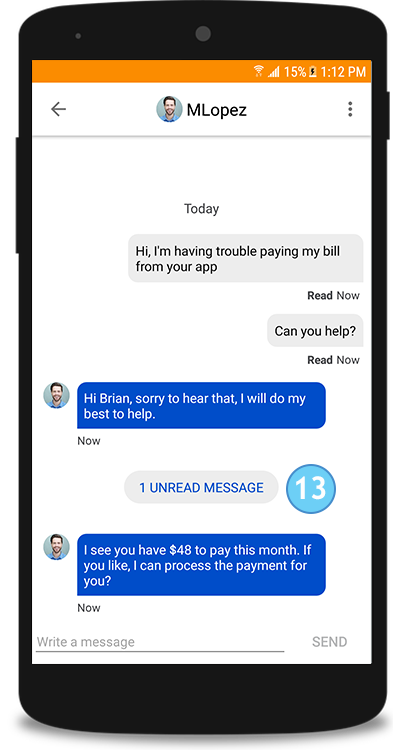 15% 1:12 PM
MLopez
Today
Hi, I'm having trouble paying my bill
from your app
Read Now
Can you help?
Read Now
Hi Brian, sorry to hear that, I will do my
best to help.
Now
1 UNREAD MESSAGE
13
I see you have $48 to pay this month. If
you like, I can process the payment for
you?
Now
Write a message
SEND